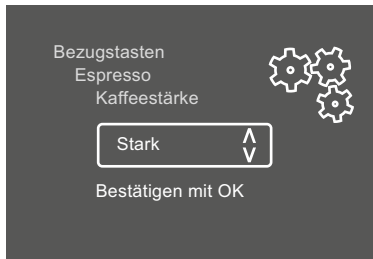 Bezugstasten
Espresso
Kaffeestärke
Stark
Bestätigen mit OK